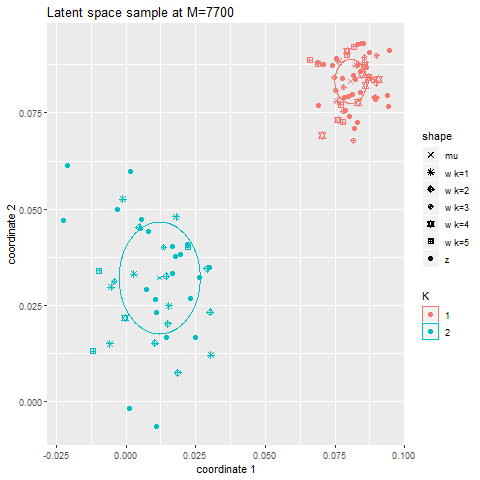 Latent space sample at M=7700
coordinate 2
0.075
0.050
0.025
0.000
-0.025
0.000
0.025
0.050
0.075
0.100
coordinate 1
shape
mu
w k=1
w k=2
w k=3
w k=4
w k=5
z
K
1
2